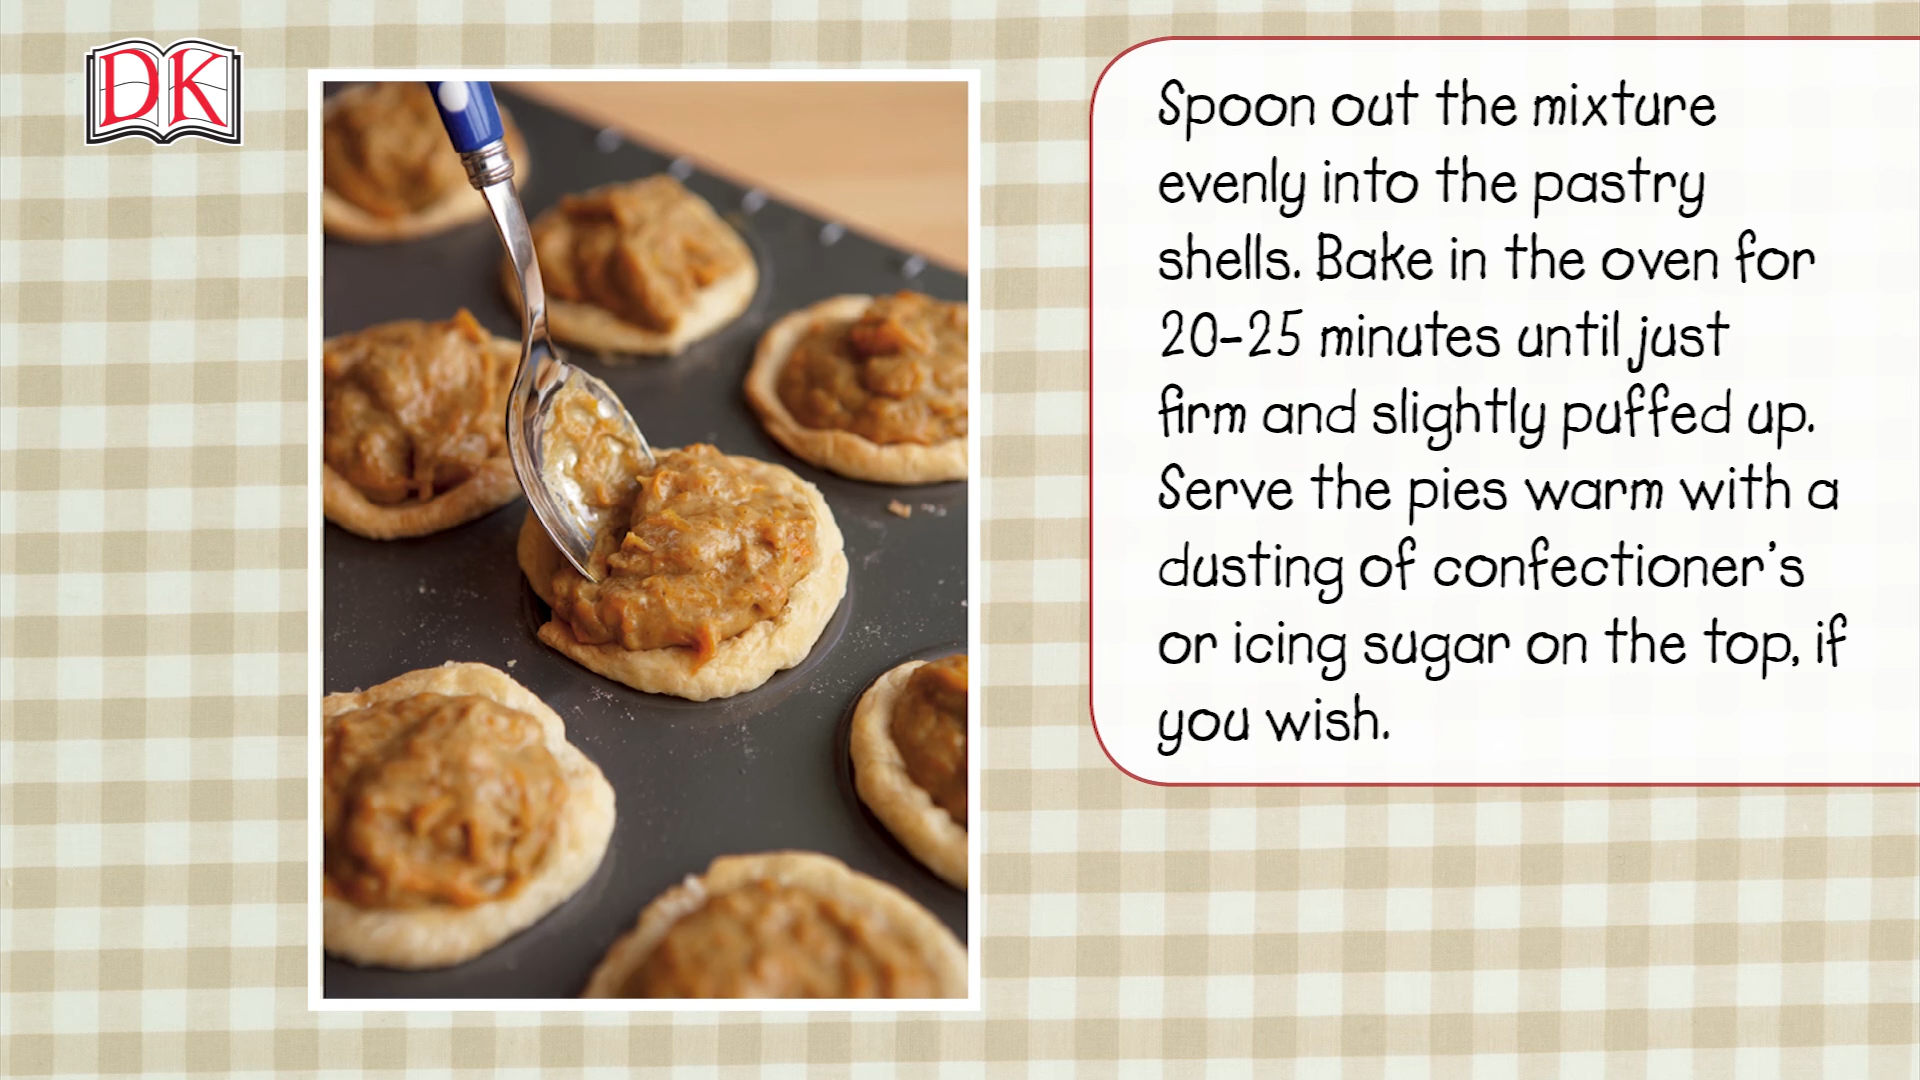 DK
Spoon out the mixture
evenly into the pastry
shells. Bake in the oven for
20-25 minutes until just
firm and slightly puffed up.
Serve the pies warm with a
dusting of confectioner's
or icing sugar on the top, if
you wish.